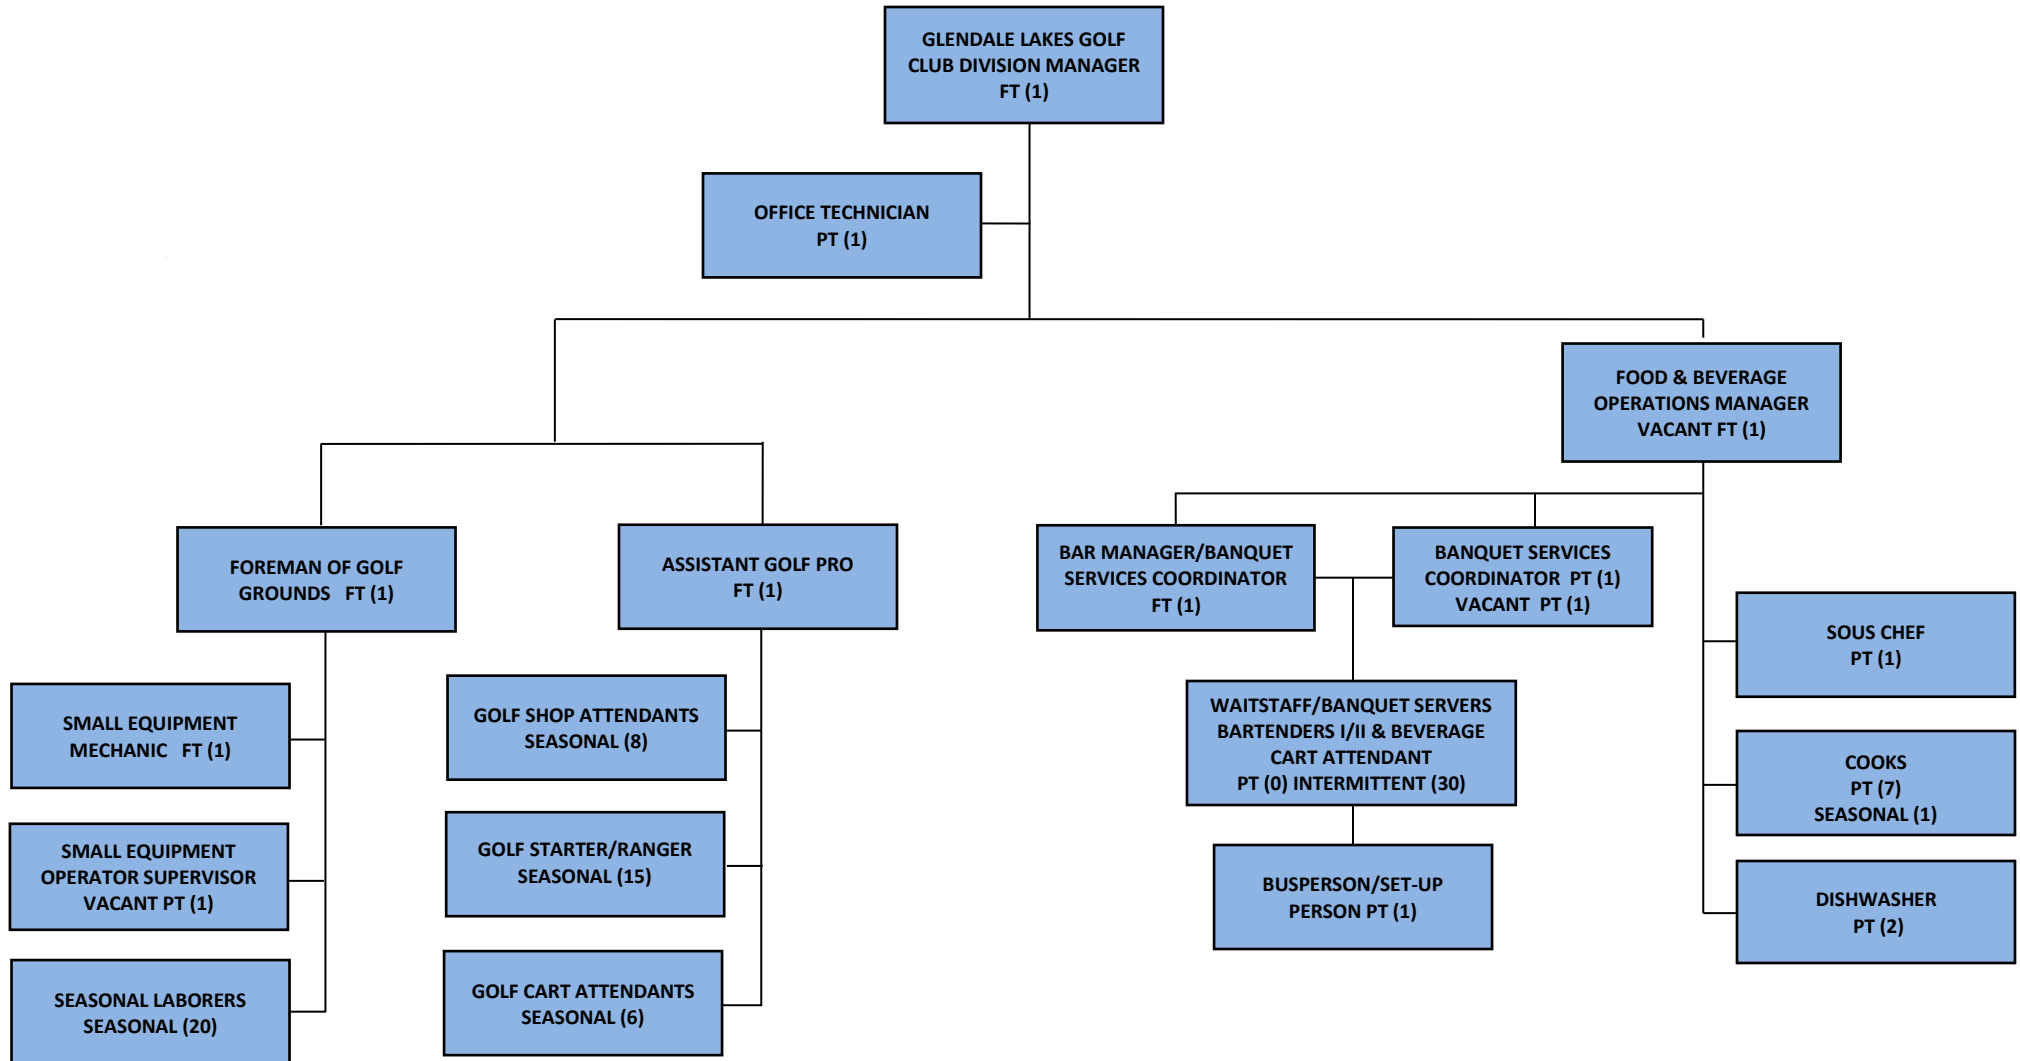 GLENDALE LAKES GOLF
CLUB DIVISION MANAGER
FT (1)
OFFICE TECHNICIAN
PT (1)
FOOD & BEVERAGE
OPERATIONS MANAGER
VACANT FT (1)
FOREMAN OF GOLF
GROUNDS FT (1)
ASSISTANT GOLF PRO
FT (1)
BAR MANAGER/BANQUET
SERVICES COORDINATOR
FT (1)
BANQUET SERVICES
COORDINATOR PT (1)
VACANT PT (1)
SMALL EQUIPMENT
MECHANIC FT (1)
SMALL EQUIPMENT
OPERATOR SUPERVISOR
VACANT PT (1)
SEASONAL LABORERS
SEASONAL (20)
GOLF SHOP ATTENDANTS
SEASONAL (8)
GOLF STARTER/RANGER
SEASONAL (15)
GOLF CART ATTENDANTS
SEASONAL (6)
WAITSTAFF/BANQUET SERVERS
BARTENDERS I/II & BEVERAGE
CART ATTENDANT
PT (0) INTERMITTENT (30)
BUSPERSON/SET-UP
PERSON PT (1)
SOUS CHEF
PT (1)
COOKS
PT (7)
SEASONAL (1)
DISHWASHER
PT (2)